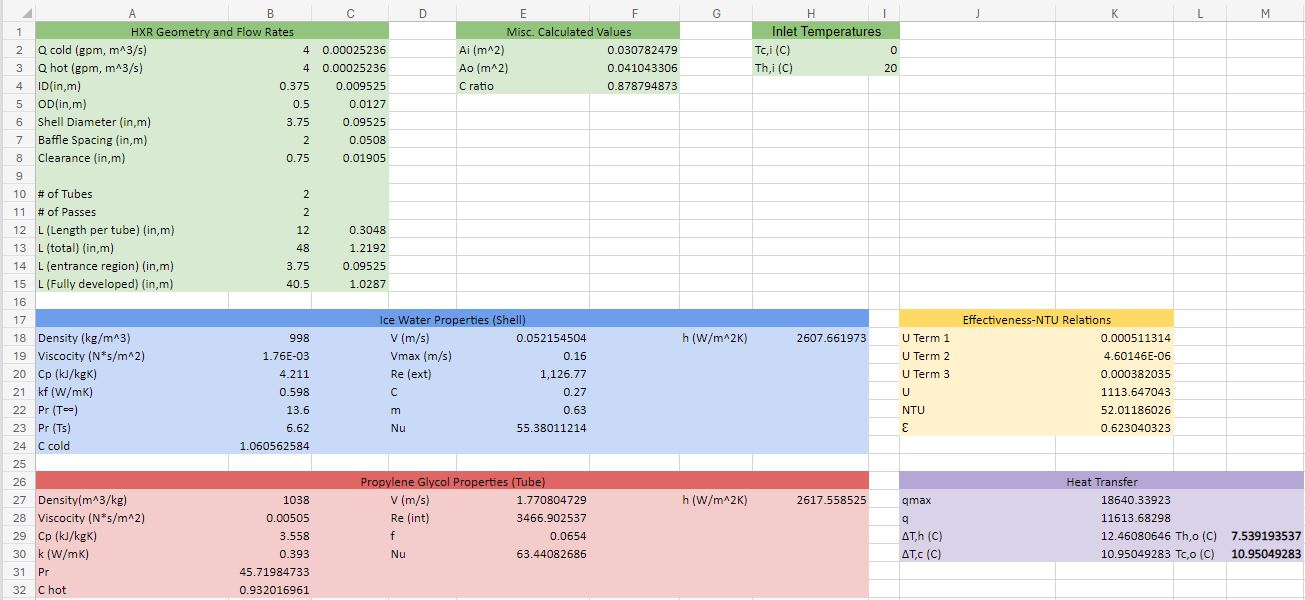 A B C D E F G H I J K L M
1 HXR Geometry and Flow Rates Misc. Calculated Values Inlet Temperatures
2 Q cold (gpm, m^3/s) 4 0.00025236 Ai (m^2) 0.030782479 Tc,i (C) 0
3 Q hot (gpm, m^3/s) 4 0.00025236 Ao (m^2) 0.041043306 Th,i (C) 20
4 ID(in,m) 0.375 0.009525 C ratio 0.878794873
5 OD(in,m) 0.5 0.0127
6 Shell Diameter (in,m) 3.75 0.09525
7 Baffle Spacing (in,m) 2 0.0508
8 Clearance (in,m) 0.75 0.01905
9
10 # of Tubes 2
11 # of Passes 2
12 L (Length per tube) (in,m) 12 0.3048
13 L (total) (in,m) 48 1.2192
14 L (entrance region) (in,m) 3.75 0.09525
15 L (Fully developed) (in,m) 40.5 1.0287
16
17 Ice Water Properties (Shell) Effectiveness-NTU Relations
18 Density (kg/m^3) 998 V (m/s) 0.052154504 h (W/m^2K) 2607.661973 U Term 1 0.000511314
19 Viscocity (N*s/m^2) 1.76E-03 Vmax (m/s) 0.16 U Term 2 4.60146E-06
20 Cp (kJ/kgK) 4.211 Re (ext) 1,126.77 U Term 3 0.000382035
21 kf (W/mK) 0.598 C 0.27 U 1113.647043
22 Pr (T∞) 13.6 m 0.63 NTU 52.01186026
23 Pr (Ts) 6.62 Nu 55.38011214 Ɛ 0.623040323
24 C cold 1.060562584
25
26 Propylene Glycol Properties (Tube) Heat Transfer
27 Density(m^3/kg) 1038 V (m/s) 1.770804729 h (W/m^2K) 2617.558525 qmax 18640.33923
28 Viscocity (N*s/m^2) 0.00505 Re (int) 3466.902537 q 11613.68298
29 Cp (kJ/kgK) 3.558 f 0.0654 ΔT,h (C) 12.46080646 Th,o (C) 7.539193537
30 k (W/mK) 0.393 Nu 63.44082686 ΔT,c (C) 10.95049283 Tc,o (C) 10.95049283
31 Pr 45.71984733
32 C hot 0.932016961